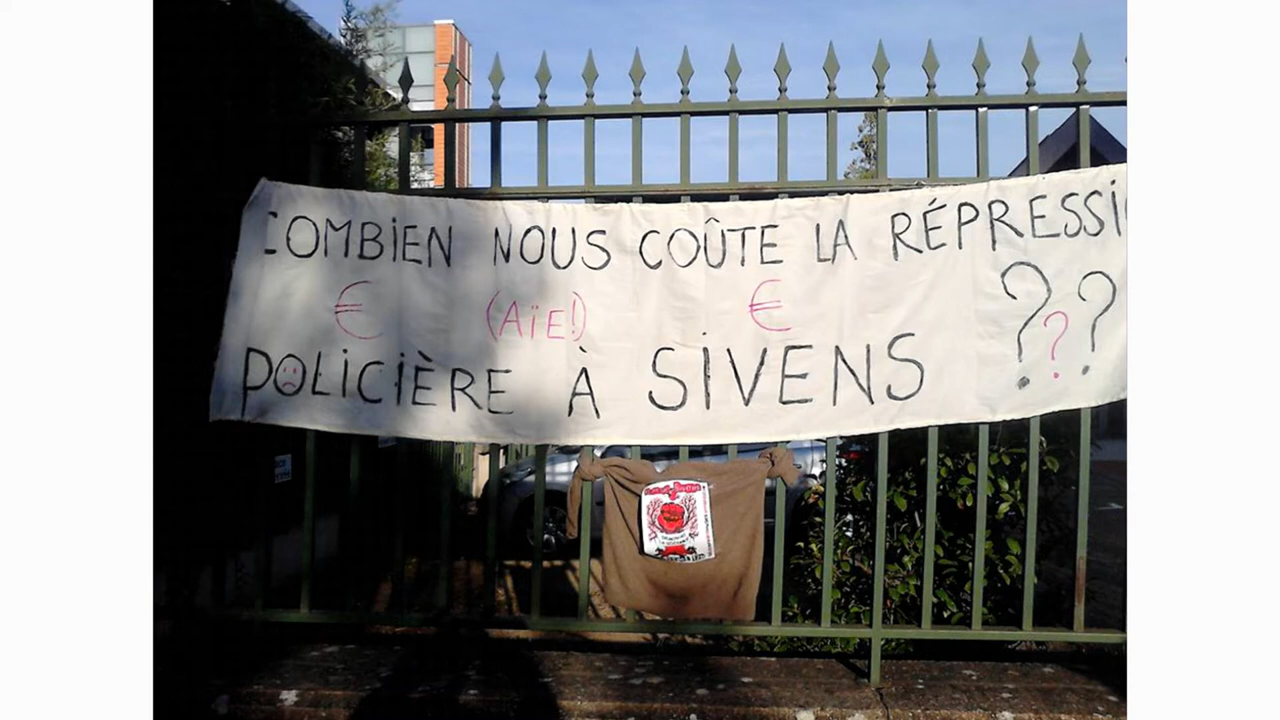 COMBiEN NOUS COÛTE LA RÉPRESSi
€ (AïE!) €
POLiCiÈRE À SiVENS ???